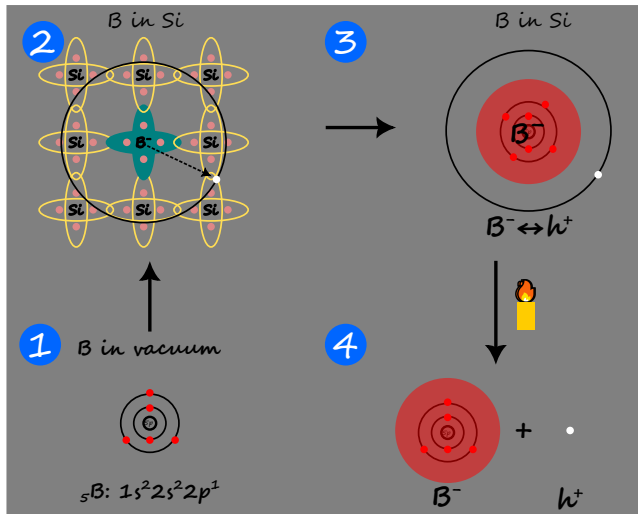 2
B in Si
Si Si Si
Si B⁻ Si
Si Si Si
3
B in Si
B⁻
B⁻↔h⁺
1
B in vacuum
₅B: 1s²2s²2p¹
4
+
B⁻
h⁺